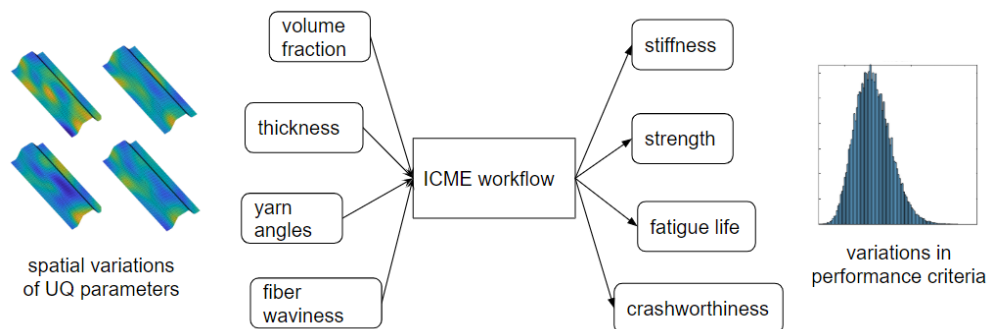 volume
fraction
thickness
yarn
angles
fiber
waviness
spatial variations
of UQ parameters
ICME workflow
stiffness
strength
fatigue life
crashworthiness
variations in
performance criteria